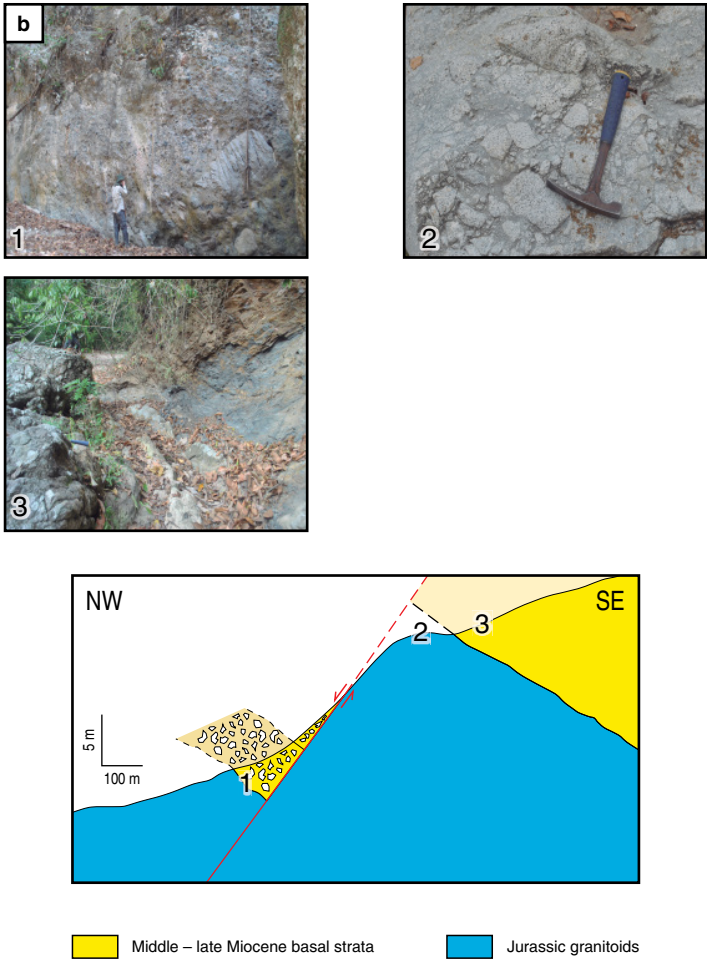 b
1
2
3
NW
SE
2
3
1
5 m
100 m
Middle – late Miocene basal strata
Jurassic granitoids